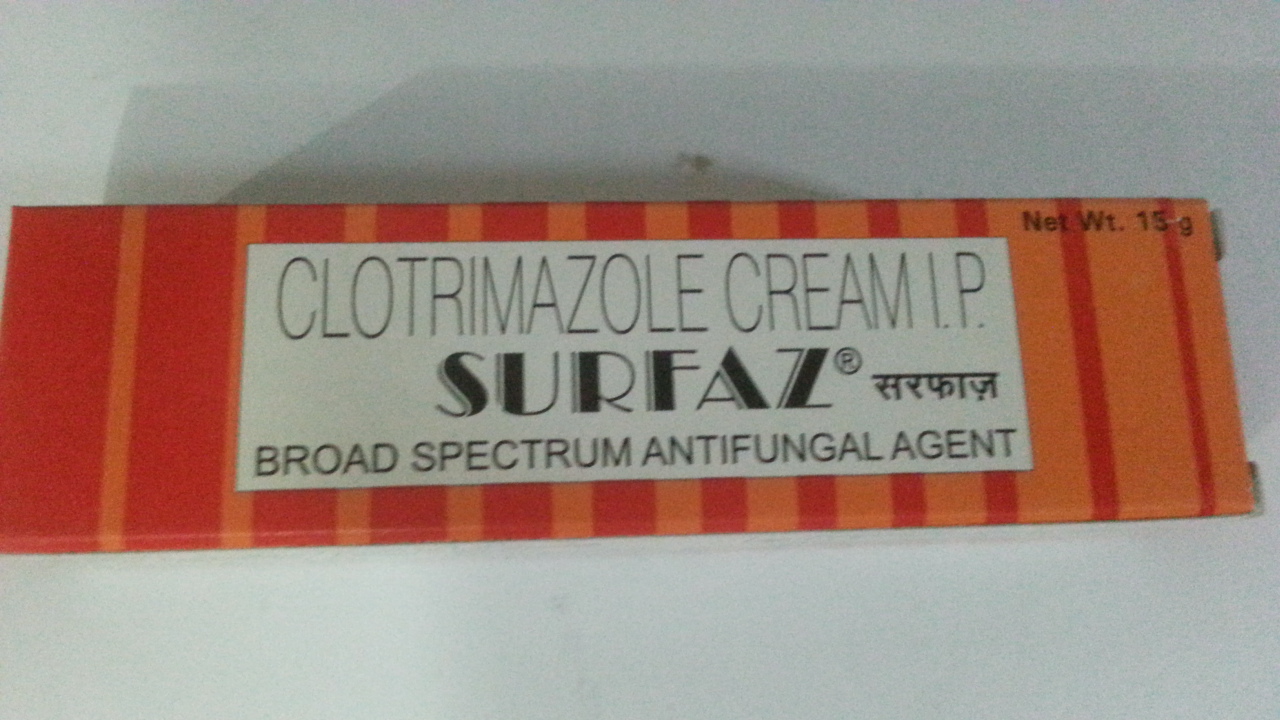 Net Wt. 15 g
CLOTRIMAZOLE CREAM I.P.
SURFAZ® सरफाज़
BROAD SPECTRUM ANTIFUNGAL AGENT